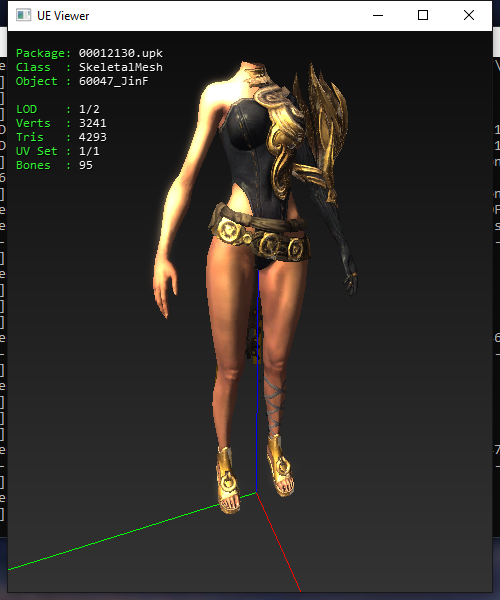 UE Viewer
Package: 00012130.upk
Class  : SkeletalMesh
Object : 60047_JinF
LOD    : 1/2
Verts  : 3241
Tris   : 4293
UV Set : 1/1
Bones  : 95